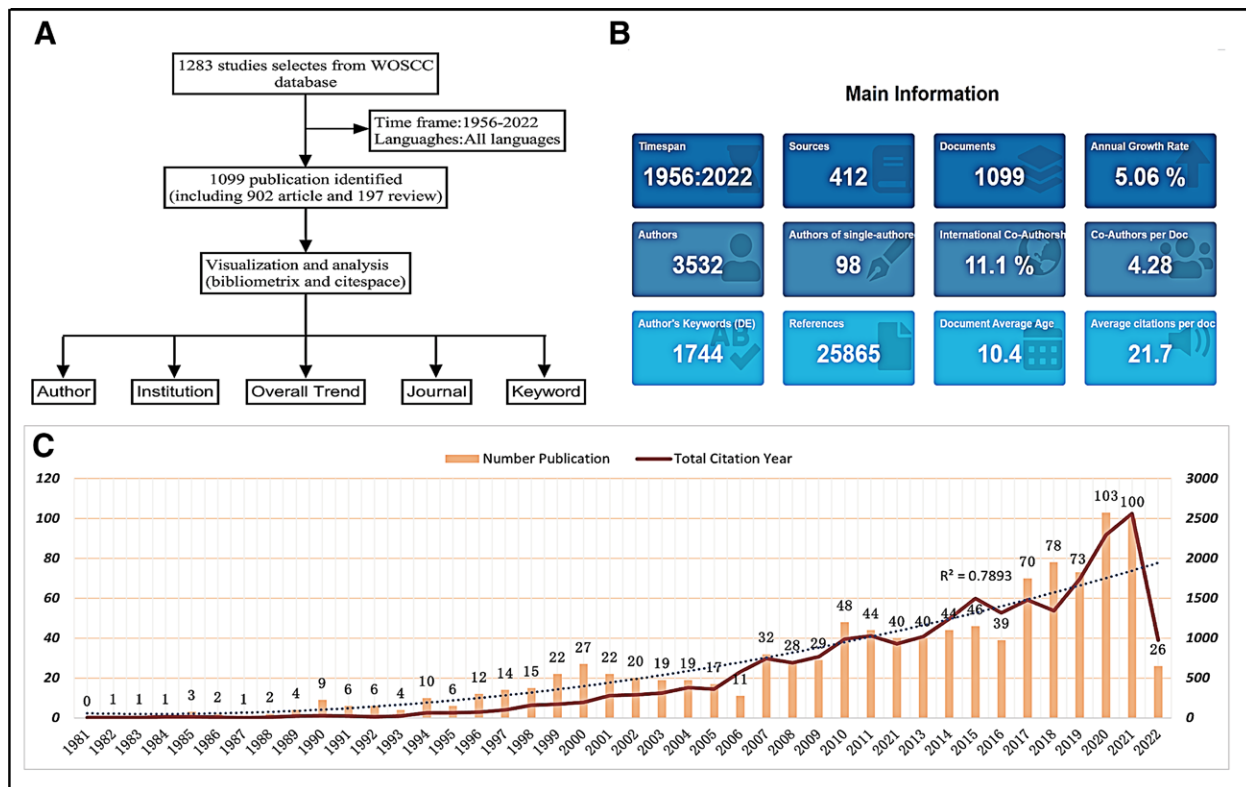 A
1283 studies selectes from WOSCC
database
Time frame:1956-2022
Languaghes:All languages
1099 publication identified
(including 902 article and 197 review)
Visualization and analysis
(bibliometrix and citespace)
Author
Institution
Overall Trend
Journal
Keyword
B
Main Information
Timespan
1956:2022
Sources
412
Documents
1099
Annual Growth Rate
5.06 %
Authors
3532
Authors of single-authore
98
International Co-Authorsh
11.1 %
Co-Authors per Doc
4.28
Author's Keywords (DE)
1744
References
25865
Document Average Age
10.4
Average citations per doc
21.7
C
Number Publication
Total Citation Year
120
100
80
60
40
20
0
3000
2500
2000
1500
1000
500
0
R² = 0.7893
0 1 1 1 3 2 1 2 4 9 6 6 4 10 6 12 14 15 22 27 22 20 19 19 17 11 32 28 29 48 44 40 40 44 46 39 70 78 73 103 100 26
1981 1982 1983 1984 1985 1986 1987 1988 1989 1990 1991 1992 1993 1994 1995 1996 1997 1998 1999 2000 2001 2002 2003 2004 2005 2006 2007 2008 2009 2010 2011 2021 2013 2014 2015 2016 2017 2018 2019 2020 2021 2022